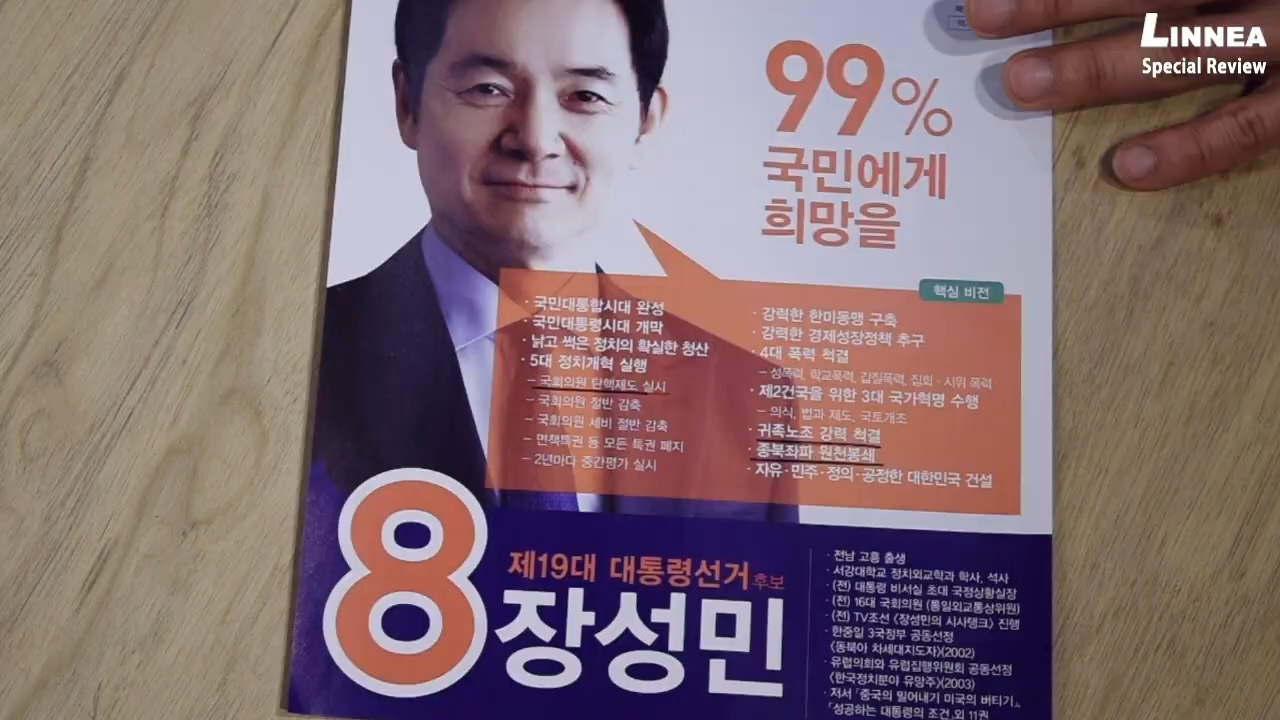 LINNEA
Special Review
99%
국민에게
희망을
핵심 비전
· 국민대통합시대 완성
· 국민대통령시대 개막
· 낡고 썩은 정치의 확실한 청산
· 5대 정치개혁 실행
– 국회의원 탄핵제도 실시
– 국회의원 절반 감축
– 국회의원 세비 절반 감축
– 면책특권 등 모든 특권 폐지
– 2년마다 중간평가 실시
· 강력한 한미동맹 구축
· 강력한 경제성장정책 추구
· 4대 폭력 척결
– 성폭력, 학교폭력, 갑질폭력, 집회·시위 폭력
· 제2건국을 위한 3대 국가혁명 수행
– 의식, 법과 제도, 국토개조
· 귀족노조 강력 척결
· 종북좌파 원천봉쇄
· 자유·민주·정의·공정한 대한민국 건설
8
제19대 대통령선거 후보
장성민
· 전남 고흥 출생
· 서강대학교 정치외교학과 학사, 석사
· (전) 대통령 비서실 초대 국정상황실장
· (전) 16대 국회의원 (통일외교통상위원)
· (전) TV조선 〈장성민의 시사탱크〉 진행
· 한중일 3국정부 공동선정
〈동북아 차세대지도자〉(2002)
· 유럽의회와 유럽집행위원회 공동선정
〈한국정치분야 유망주〉(2003)
· 저서 「중국의 밀어내기 미국의 버티기」,
「성공하는 대통령의 조건」외 11권